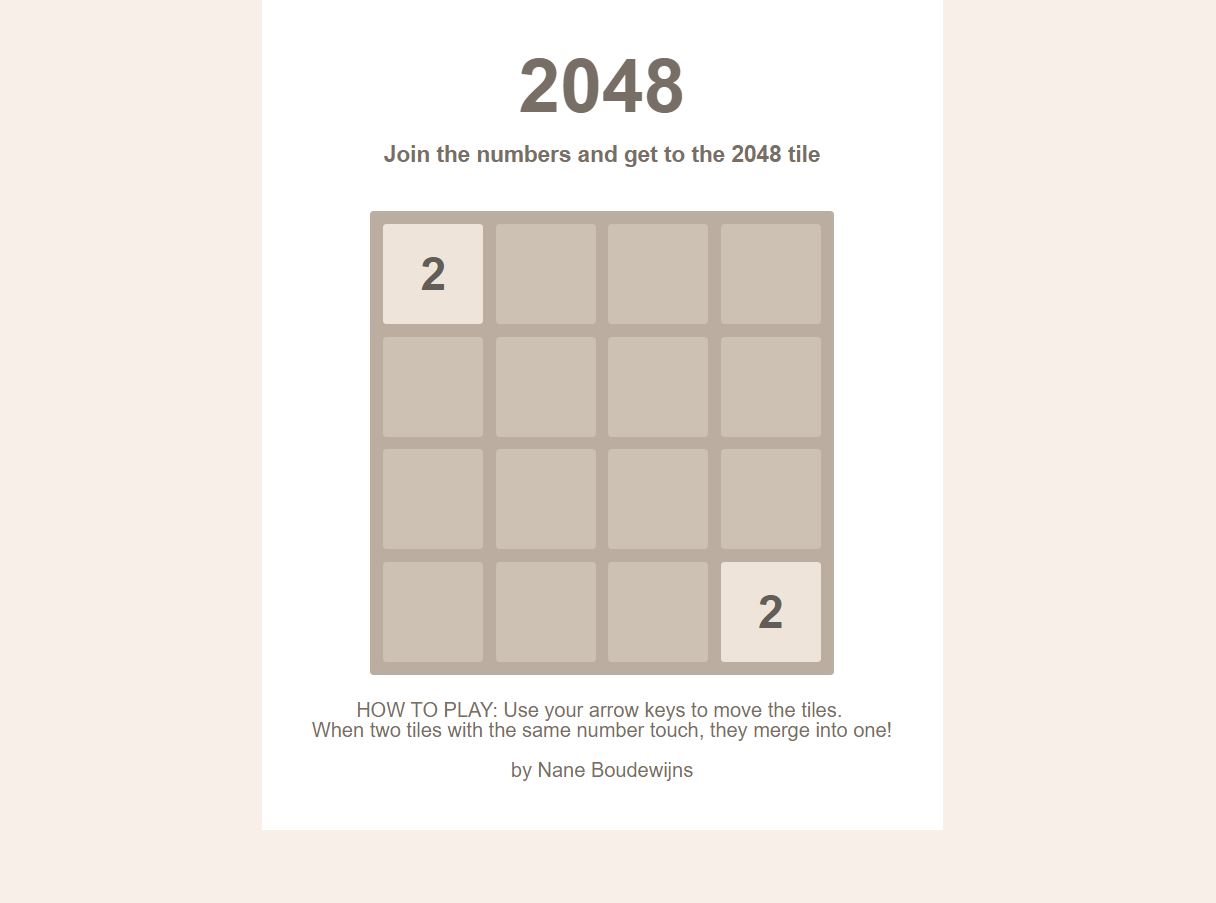 2048
Join the numbers and get to the 2048 tile
2
2
HOW TO PLAY: Use your arrow keys to move the tiles.
When two tiles with the same number touch, they merge into one!
by Nane Boudewijns